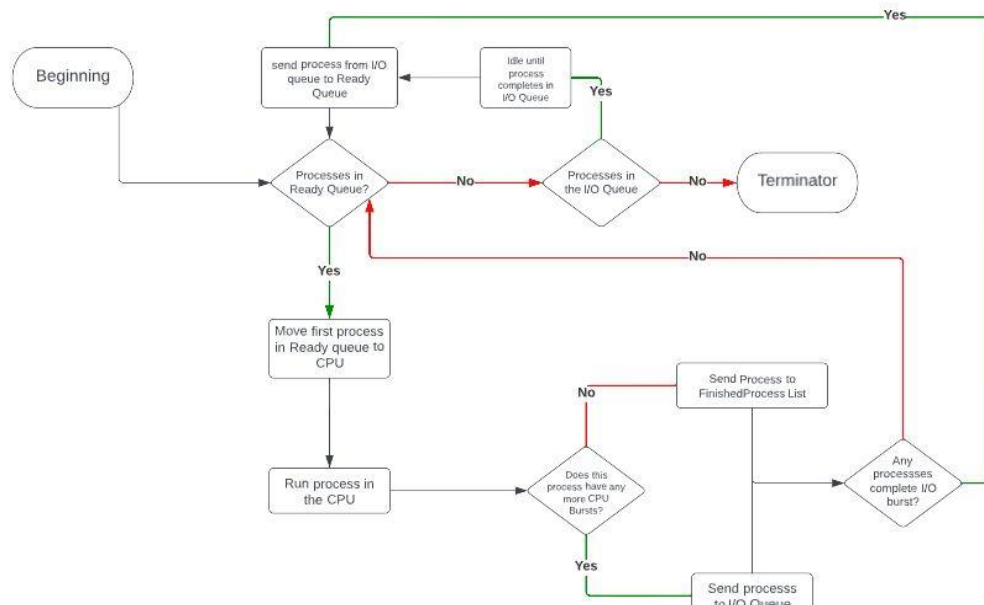 Yes
Beginning
send process from I/O
queue to Ready
Queue
Idle until
process
completes in
I/O Queue
Yes
Processes in
Ready Queue?
No
Processes in
the I/O Queue
No
Terminator
Yes
No
Move first process
in Ready queue to
CPU
No
Send Process to
FinishedProcess List
Run process in
the CPU
Does this
process have any
more CPU
Bursts?
Any
processses
complete I/O
burst?
Yes
Send processs
to I/O Queue